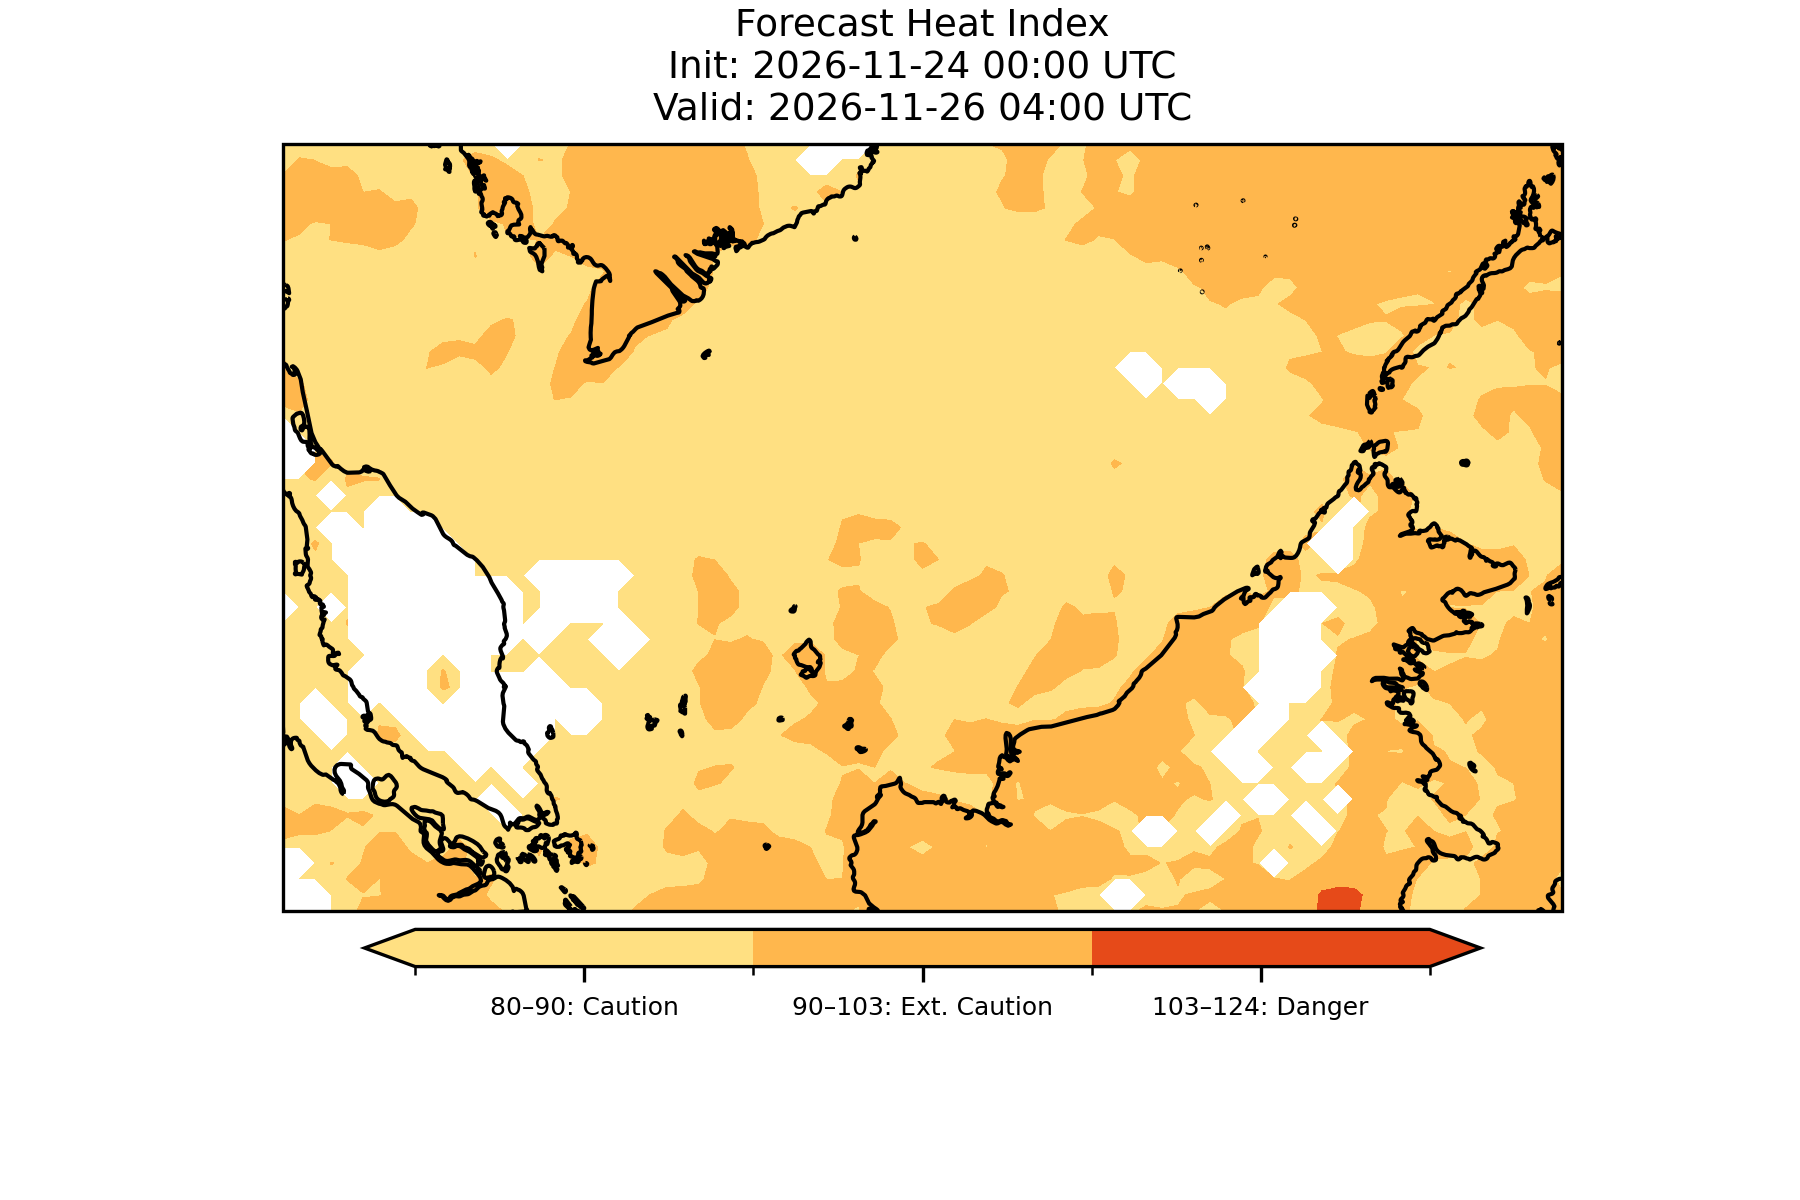 Forecast Heat Index
Init: 2026-11-24 00:00 UTC
Valid: 2026-11-26 04:00 UTC
80–90: Caution
90–103: Ext. Caution
103–124: Danger